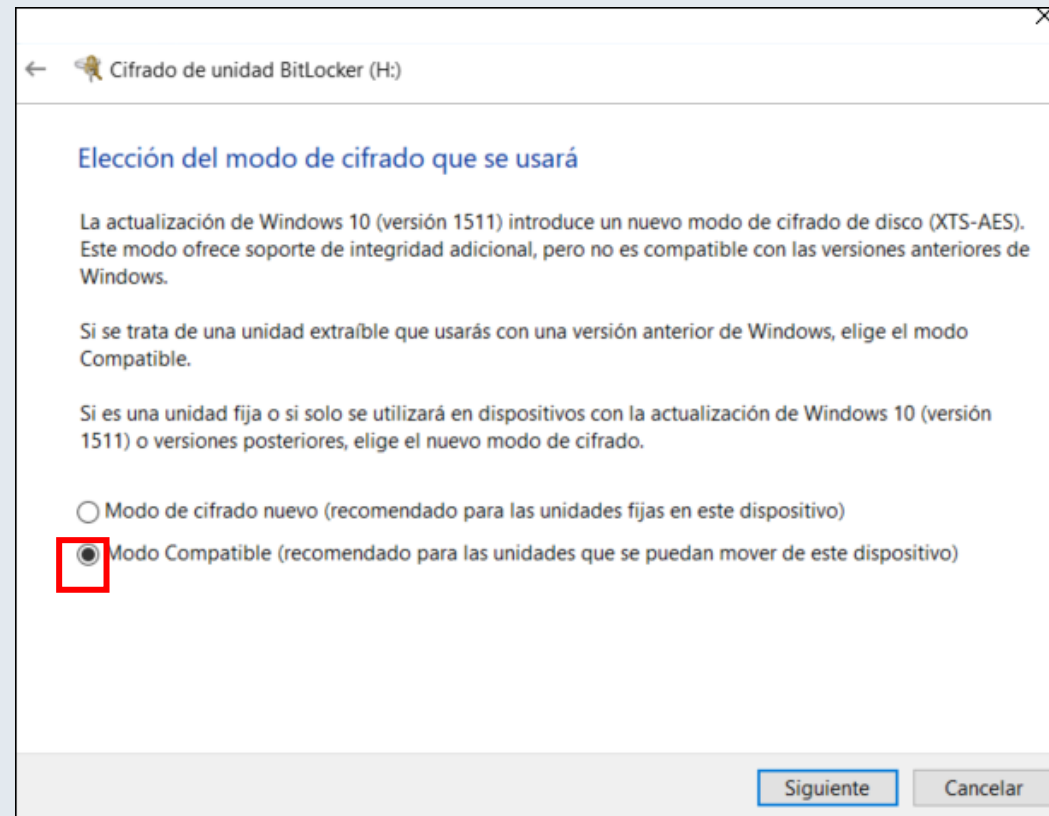 Cifrado de unidad BitLocker (H:)
Elección del modo de cifrado que se usará
La actualización de Windows 10 (versión 1511) introduce un nuevo modo de cifrado de disco (XTS-AES).
Este modo ofrece soporte de integridad adicional, pero no es compatible con las versiones anteriores de
Windows.
Si se trata de una unidad extraíble que usarás con una versión anterior de Windows, elige el modo
Compatible.
Si es una unidad fija o si solo se utilizará en dispositivos con la actualización de Windows 10 (versión
1511) o versiones posteriores, elige el nuevo modo de cifrado.
Modo de cifrado nuevo (recomendado para las unidades fijas en este dispositivo)
Modo Compatible (recomendado para las unidades que se puedan mover de este dispositivo)
Siguiente Cancelar